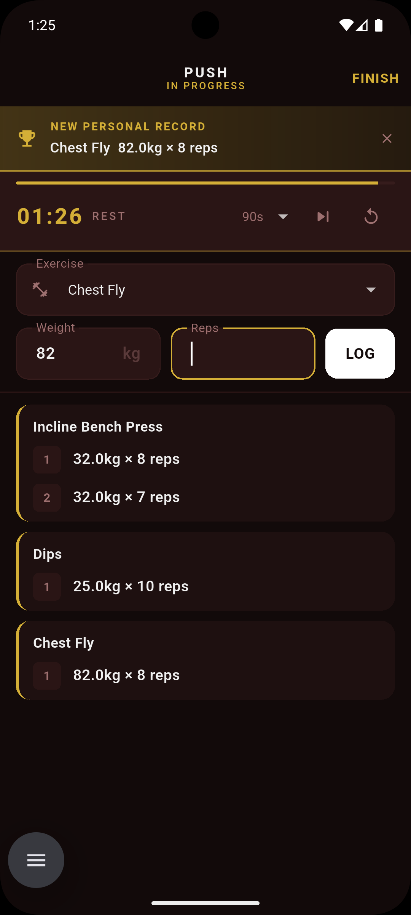 1:25
PUSH
IN PROGRESS
FINISH
NEW PERSONAL RECORD
Chest Fly 82.0kg × 8 reps
01:26 REST 90s
Exercise
Chest Fly
Weight
82 kg
Reps
LOG
Incline Bench Press
1 32.0kg × 8 reps
2 32.0kg × 7 reps
Dips
1 25.0kg × 10 reps
Chest Fly
1 82.0kg × 8 reps